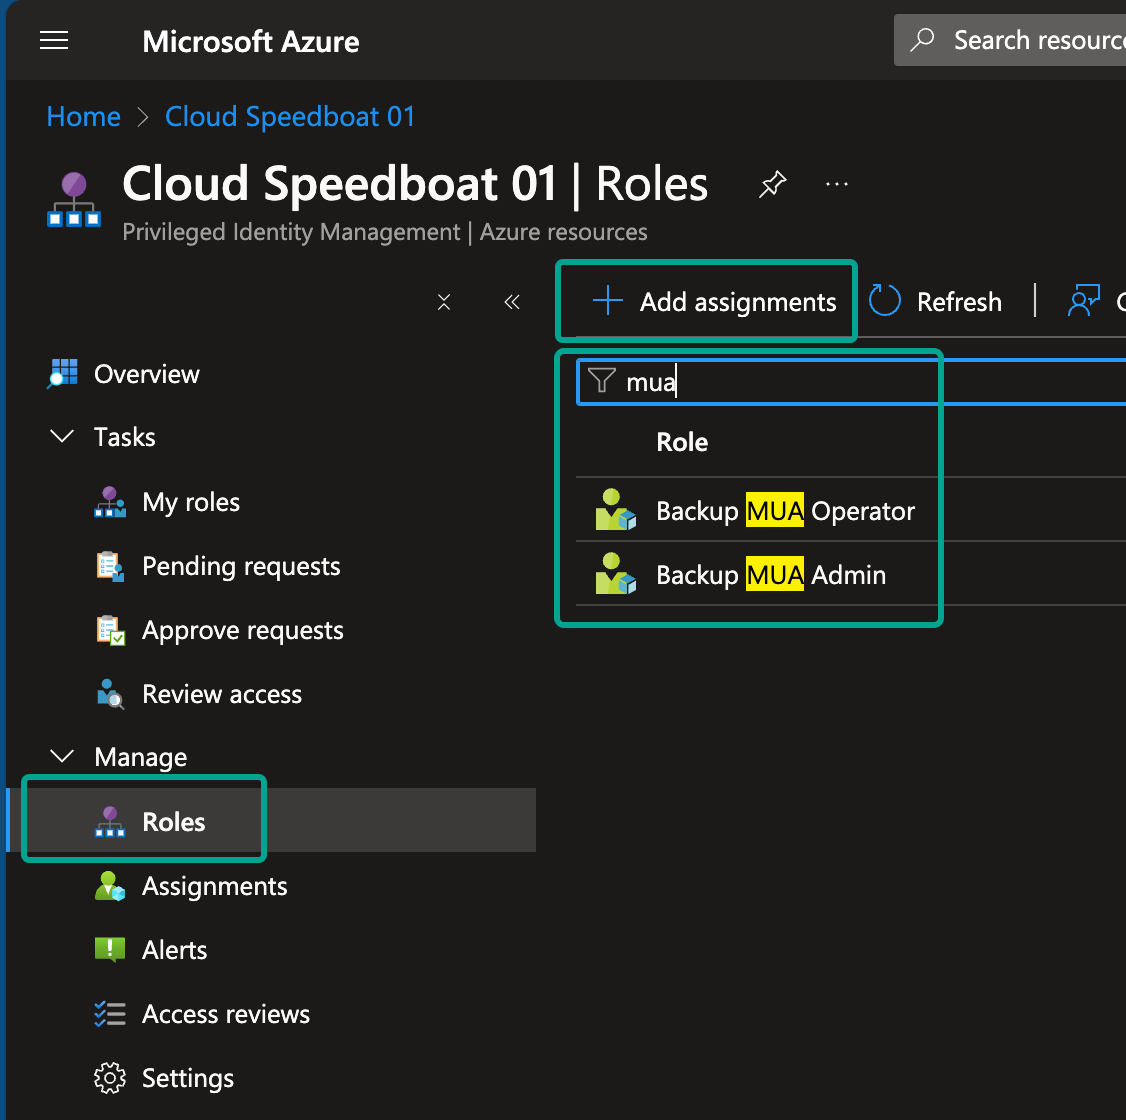 Microsoft Azure
Search resourc
Home > Cloud Speedboat 01
Cloud Speedboat 01 | Roles
Privileged Identity Management | Azure resources
Add assignments
Refresh
Overview
Tasks
My roles
Pending requests
Approve requests
Review access
Manage
Roles
Assignments
Alerts
Access reviews
Settings
mua
Role
Backup MUA Operator
Backup MUA Admin